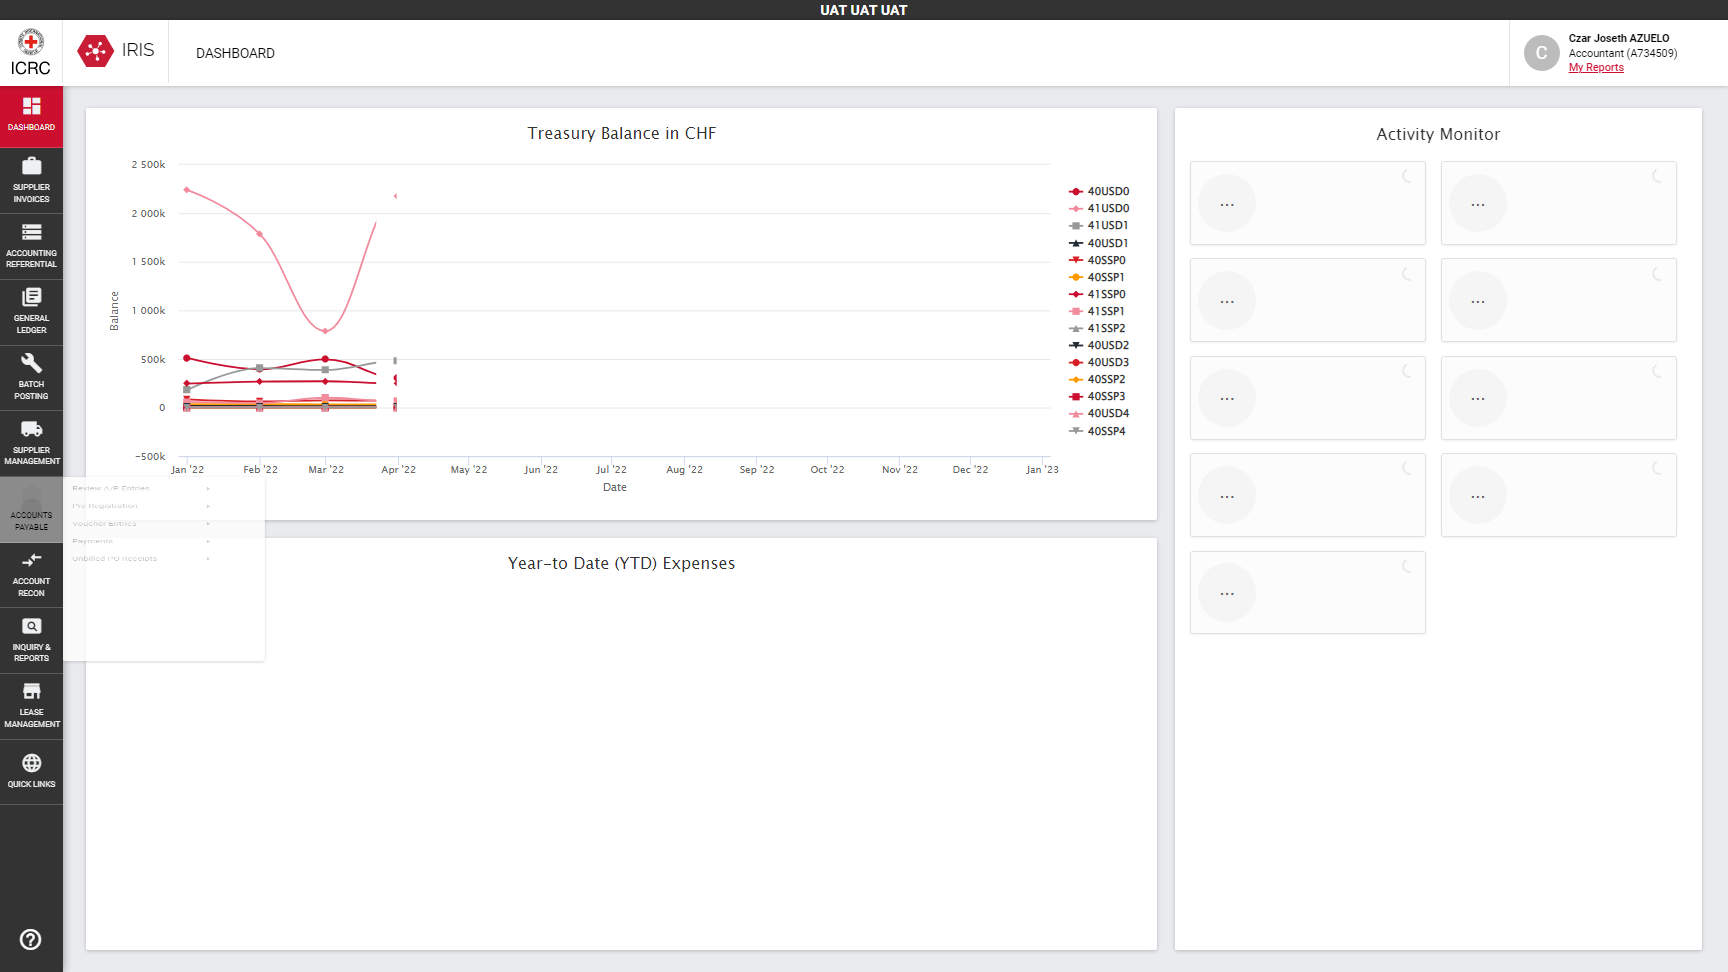 UAT UAT UAT
ICRC
IRIS
DASHBOARD
Czar Joseth AZUELO
Accountant (A734509)
My Reports
C
DASHBOARD
SUPPLIER
INVOICES
ACCOUNTING
REFERENTIAL
GENERAL
LEDGER
BATCH
POSTING
SUPPLIER
MANAGEMENT
ACCOUNTS
PAYABLE
ACCOUNT
RECON
INQUIRY &
REPORTS
LEASE
MANAGEMENT
QUICK LINKS
Review A/P Entries
Pre Registration
Voucher Entries
Payments
Unbilled PO Receipts
Treasury Balance in CHF
2 500k
2 000k
1 500k
1 000k
500k
0
−500k
Balance
Jan '22
Feb '22
Mar '22
Apr '22
May '22
Jun '22
Jul '22
Aug '22
Sep '22
Oct '22
Nov '22
Dec '22
Jan '23
Date
40USD0
41USD0
41USD1
40USD1
40SSP0
40SSP1
41SSP0
41SSP1
41SSP2
40USD2
40USD3
40SSP2
40SSP3
40USD4
40SSP4
Year-to Date (YTD) Expenses
Activity Monitor
...
...
...
...
...
...
...
...
...